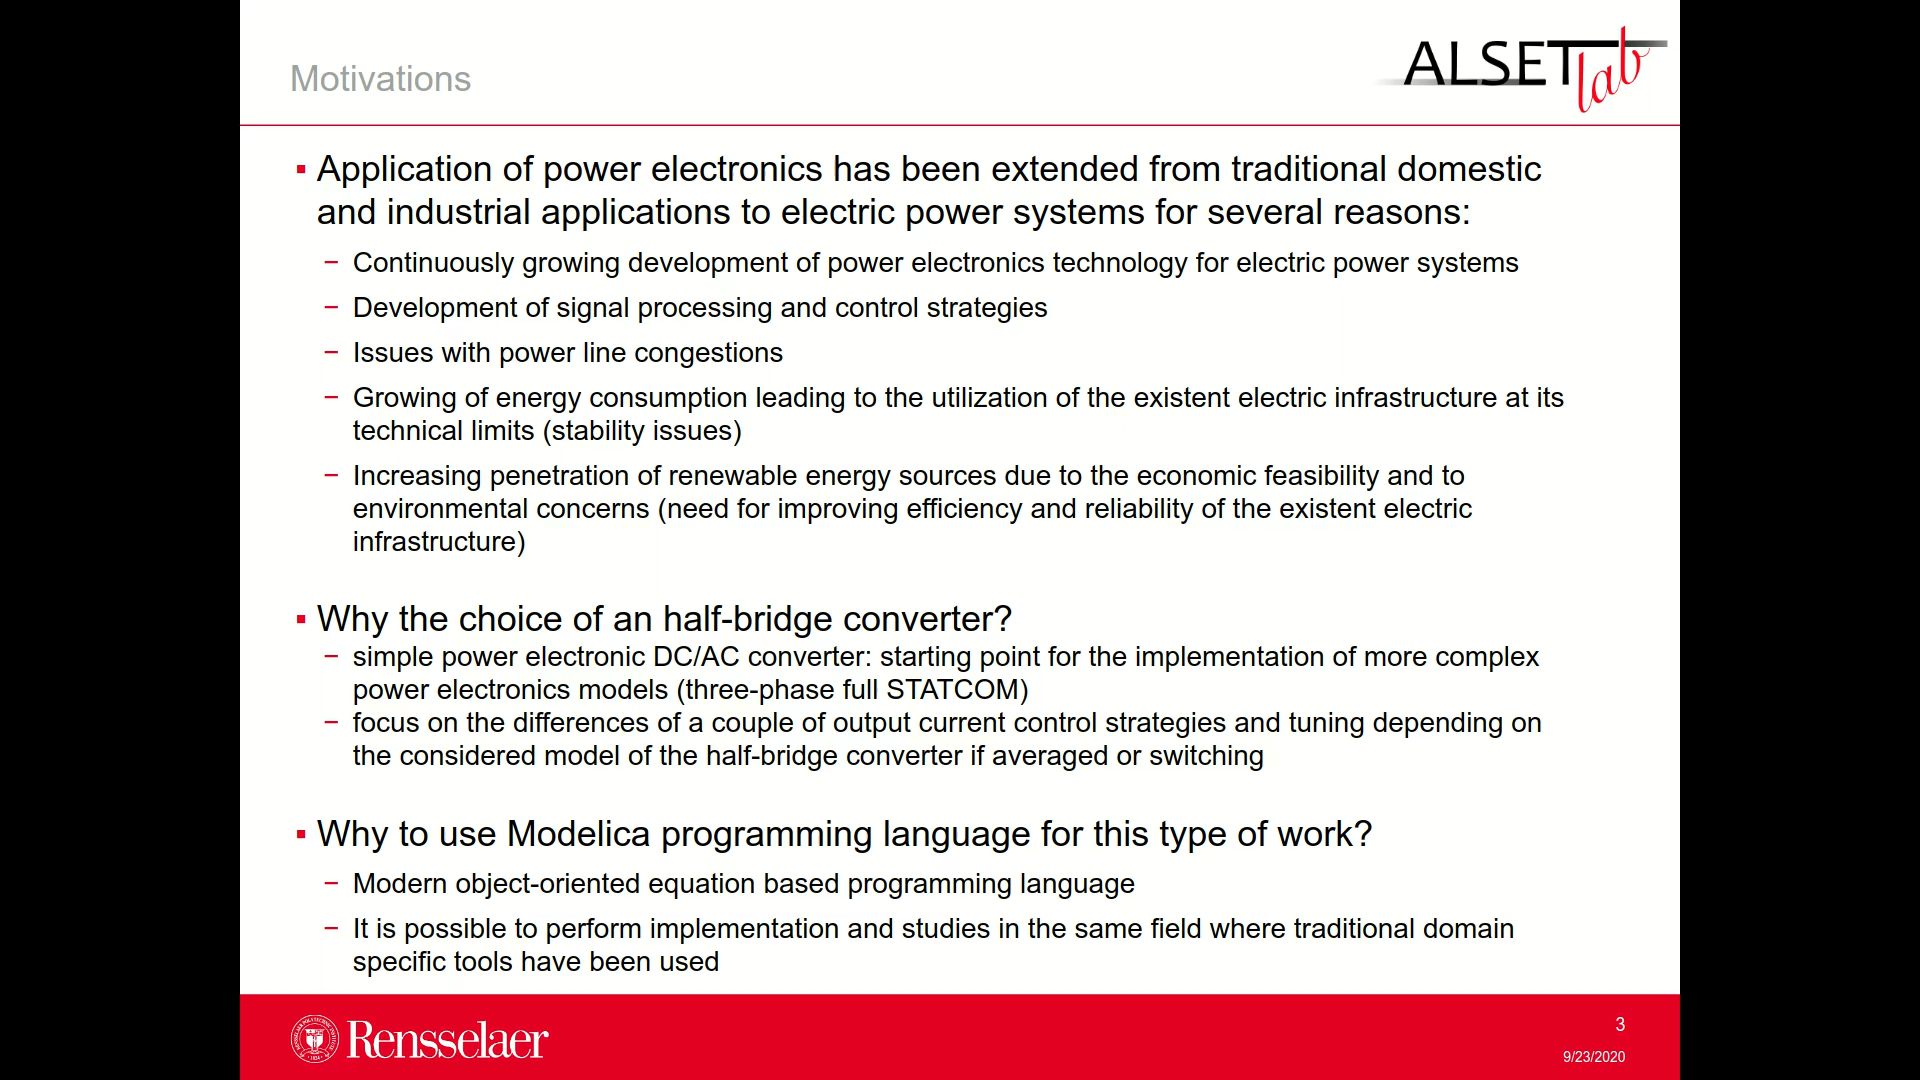 Motivations
ALSETlab
▪ Application of power electronics has been extended from traditional domestic
and industrial applications to electric power systems for several reasons:
− Continuously growing development of power electronics technology for electric power systems
− Development of signal processing and control strategies
− Issues with power line congestions
− Growing of energy consumption leading to the utilization of the existent electric infrastructure at its
technical limits (stability issues)
− Increasing penetration of renewable energy sources due to the economic feasibility and to
environmental concerns (need for improving efficiency and reliability of the existent electric
infrastructure)
▪ Why the choice of an half-bridge converter?
− simple power electronic DC/AC converter: starting point for the implementation of more complex
power electronics models (three-phase full STATCOM)
− focus on the differences of a couple of output current control strategies and tuning depending on
the considered model of the half-bridge converter if averaged or switching
▪ Why to use Modelica programming language for this type of work?
− Modern object-oriented equation based programming language
− It is possible to perform implementation and studies in the same field where traditional domain
specific tools have been used
Rensselaer
3
9/23/2020